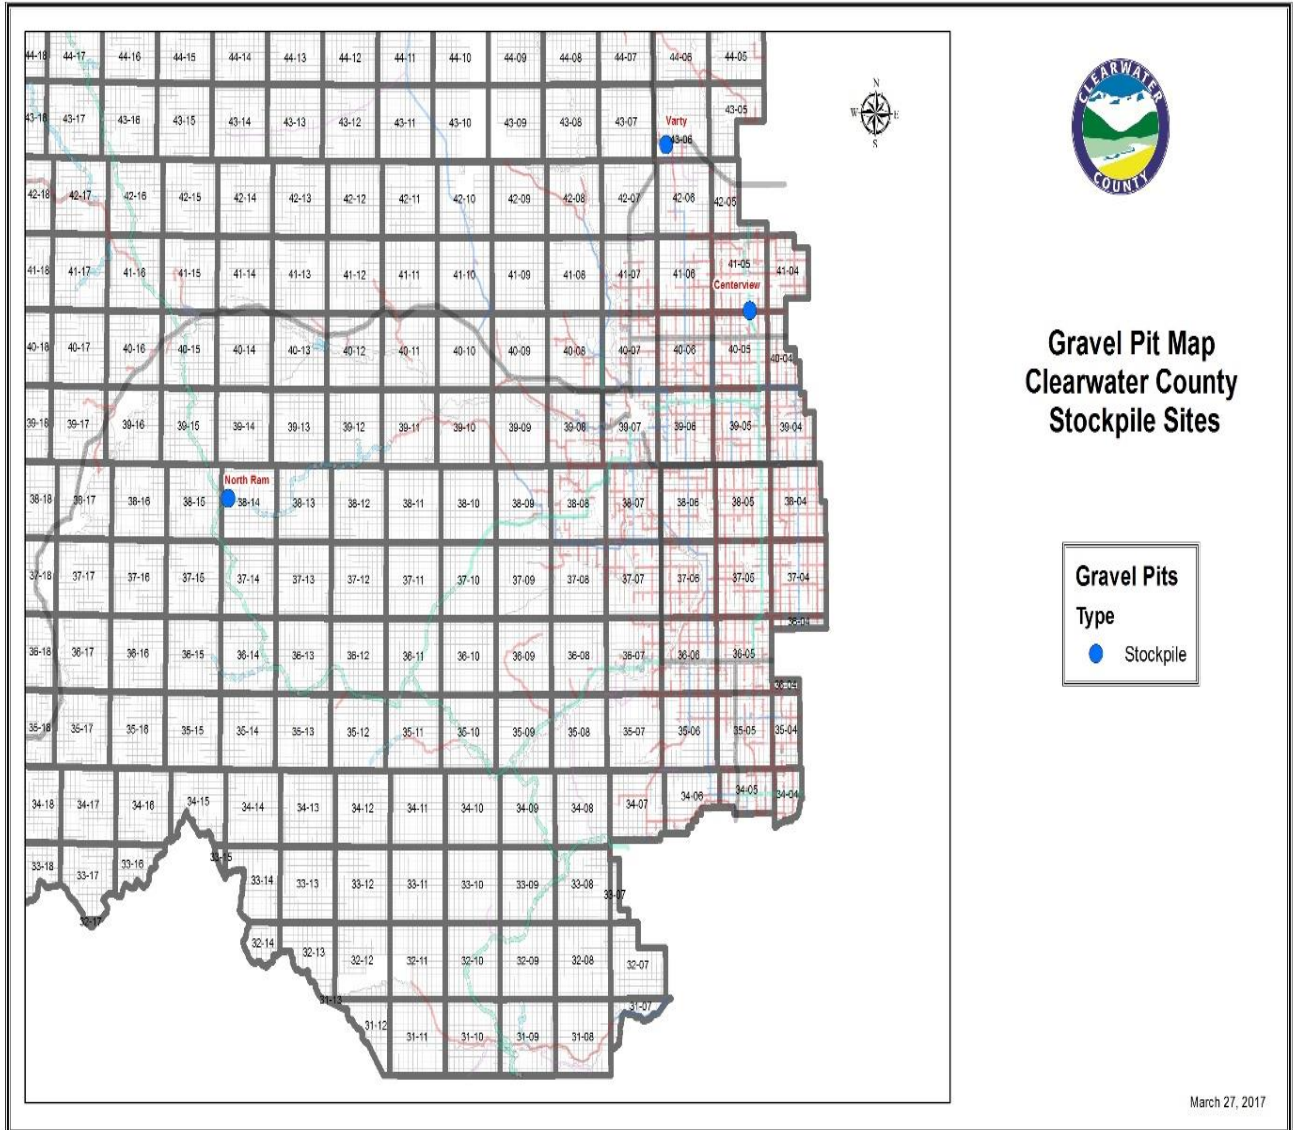 44-18 44-17 44-16 44-15 44-14 44-13 44-12 44-11 44-10 44-09 44-08 44-07 44-06 44-05
43-18 43-17 43-16 43-15 43-14 43-13 43-12 43-11 43-10 43-09 43-08 43-07 Varty 43-06 43-05
42-18 42-17 42-16 42-15 42-14 42-13 42-12 42-11 42-10 42-09 42-08 42-07 42-06 42-05
41-18 41-17 41-16 41-15 41-14 41-13 41-12 41-11 41-10 41-09 41-08 41-07 41-06 41-05 41-04
Centerview
40-18 40-17 40-16 40-15 40-14 40-13 40-12 40-11 40-10 40-09 40-08 40-07 40-06 40-05 40-04
39-18 39-17 39-16 39-15 39-14 39-13 39-12 39-11 39-10 39-09 39-08 39-07 39-06 39-05 39-04
North Ram
38-18 38-17 38-16 38-15 38-14 38-13 38-12 38-11 38-10 38-09 38-08 38-07 38-06 38-05 38-04
37-18 37-17 37-16 37-15 37-14 37-13 37-12 37-11 37-10 37-09 37-08 37-07 37-06 37-05 37-04
36-04
36-18 36-17 36-16 36-15 36-14 36-13 36-12 36-11 36-10 36-09 36-08 36-07 36-06 36-05
36-04
35-18 35-17 35-16 35-15 35-14 35-13 35-12 35-11 35-10 35-09 35-08 35-07 35-06 35-05 35-04
34-18 34-17 34-16 34-15 34-14 34-13 34-12 34-11 34-10 34-09 34-08 34-07 34-06 34-05 34-04
33-18 33-17 33-16 33-15 33-14 33-13 33-12 33-11 33-10 33-09 33-08 33-07
32-17 32-14 32-13 32-12 32-11 32-10 32-09 32-08 32-07
31-13 31-12 31-11 31-10 31-09 31-08 31-07
N
W E
S
CLEARWATER
COUNTY
Gravel Pit Map
Clearwater County
Stockpile Sites
Gravel Pits
Type
Stockpile
March 27, 2017